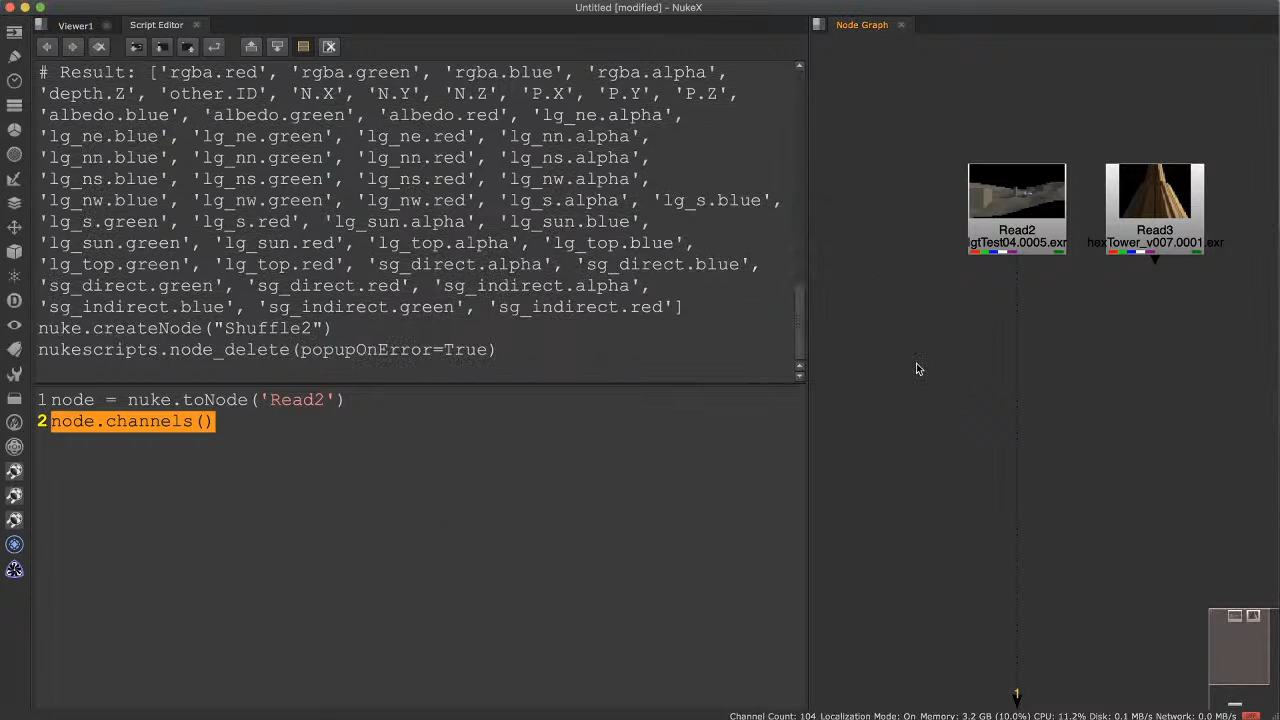 Untitled [modified] - NukeX
Viewer1
Script Editor
Node Graph
# Result: ['rgba.red', 'rgba.green', 'rgba.blue', 'rgba.alpha',
'depth.Z', 'other.ID', 'N.X', 'N.Y', 'N.Z', 'P.X', 'P.Y', 'P.Z',
'albedo.blue', 'albedo.green', 'albedo.red', 'lg_ne.alpha',
'lg_ne.blue', 'lg_ne.green', 'lg_ne.red', 'lg_nn.alpha',
'lg_nn.blue', 'lg_nn.green', 'lg_nn.red', 'lg_ns.alpha',
'lg_ns.blue', 'lg_ns.green', 'lg_ns.red', 'lg_nw.alpha',
'lg_nw.blue', 'lg_nw.green', 'lg_nw.red', 'lg_s.alpha', 'lg_s.blue',
'lg_s.green', 'lg_s.red', 'lg_sun.alpha', 'lg_sun.blue',
'lg_sun.green', 'lg_sun.red', 'lg_top.alpha', 'lg_top.blue',
'lg_top.green', 'lg_top.red', 'sg_direct.alpha', 'sg_direct.blue',
'sg_direct.green', 'sg_direct.red', 'sg_indirect.alpha',
'sg_indirect.blue', 'sg_indirect.green', 'sg_indirect.red']
nuke.createNode("Shuffle2")
nukescripts.node_delete(popupOnError=True)
1 node = nuke.toNode('Read2')
2 node.channels()
Read2
lgtTest04.0005.exr
Read3
hexTower_v007.0001.exr
1
Channel Count: 104 Localization Mode: On Memory: 3.2 GB (10.0%) CPU: 11.2% Disk: 0.1 MB/s Network: 0.0 MB/s